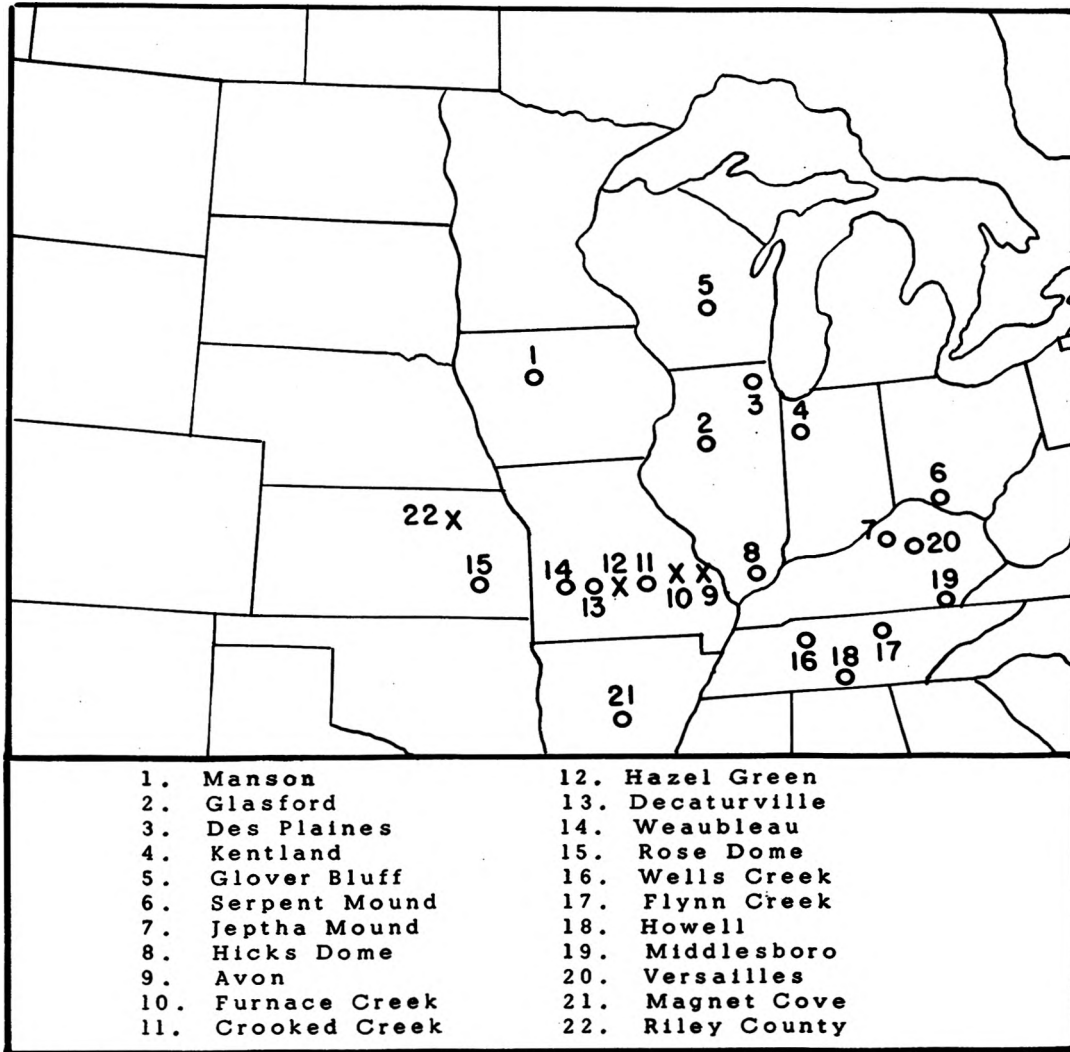 5
1
3
4
2
6
22 X
7
20
15
14
12
11
8
X
X
X
13
10
9
19
16
18
17
21
1. Manson
2. Glasford
3. Des Plaines
4. Kentland
5. Glover Bluff
6. Serpent Mound
7. Jeptha Mound
8. Hicks Dome
9. Avon
10. Furnace Creek
11. Crooked Creek
12. Hazel Green
13. Decaturville
14. Weaubleau
15. Rose Dome
16. Wells Creek
17. Flynn Creek
18. Howell
19. Middlesboro
20. Versailles
21. Magnet Cove
22. Riley County